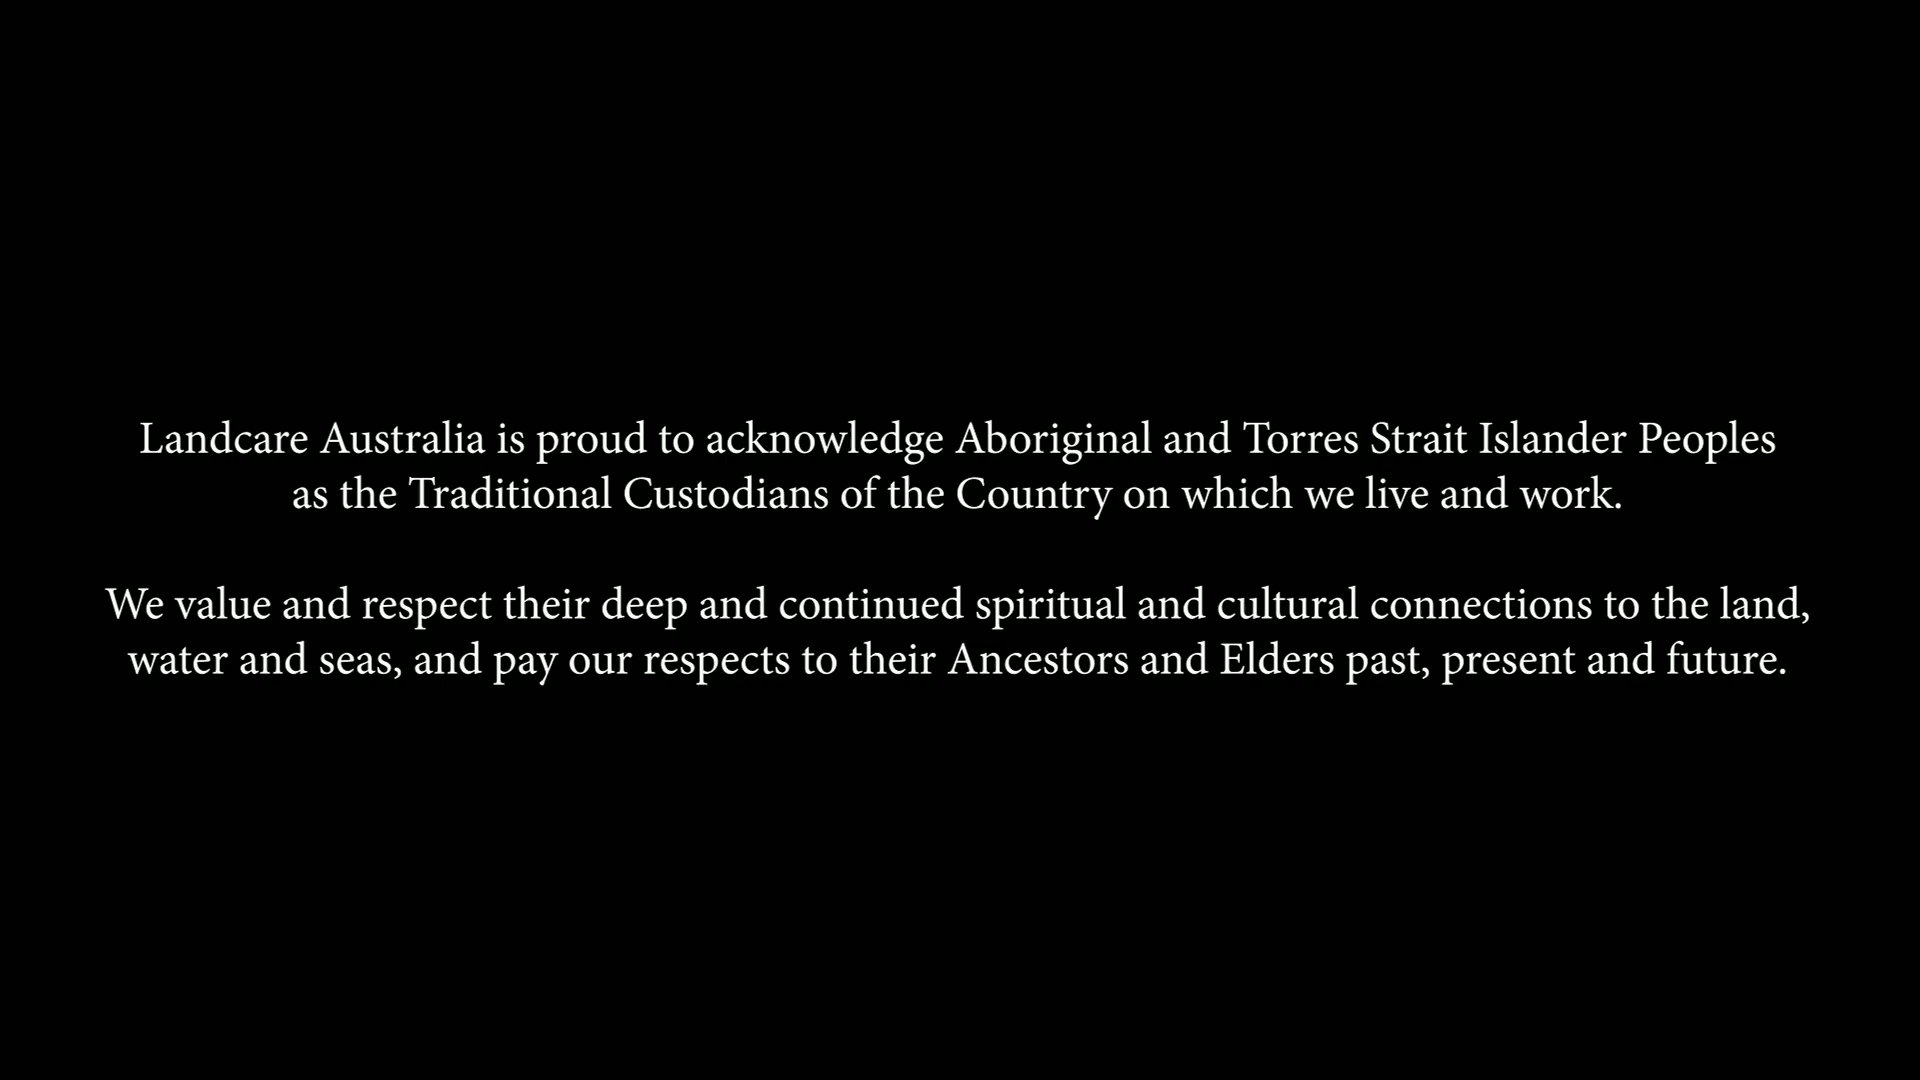 Landcare Australia is proud to acknowledge Aboriginal and Torres Strait Islander Peoples
as the Traditional Custodians of the Country on which we live and work.
We value and respect their deep and continued spiritual and cultural connections to the land,
water and seas, and pay our respects to their Ancestors and Elders past, present and future.